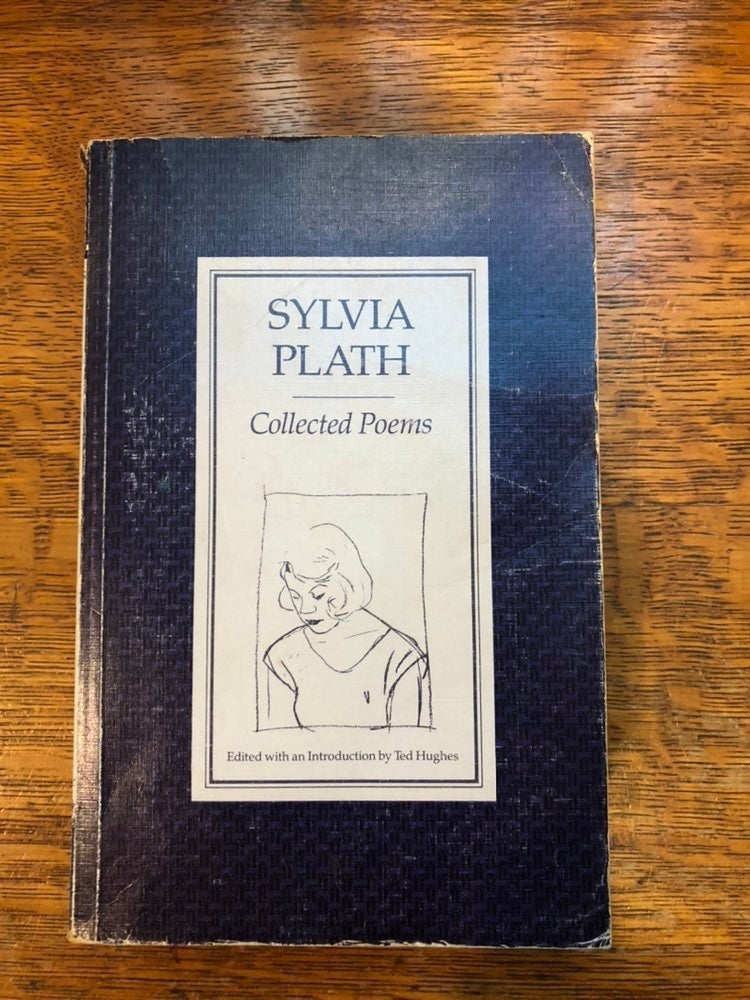 SYLVIA
PLATH
Collected Poems
Edited with an Introduction by Ted Hughes